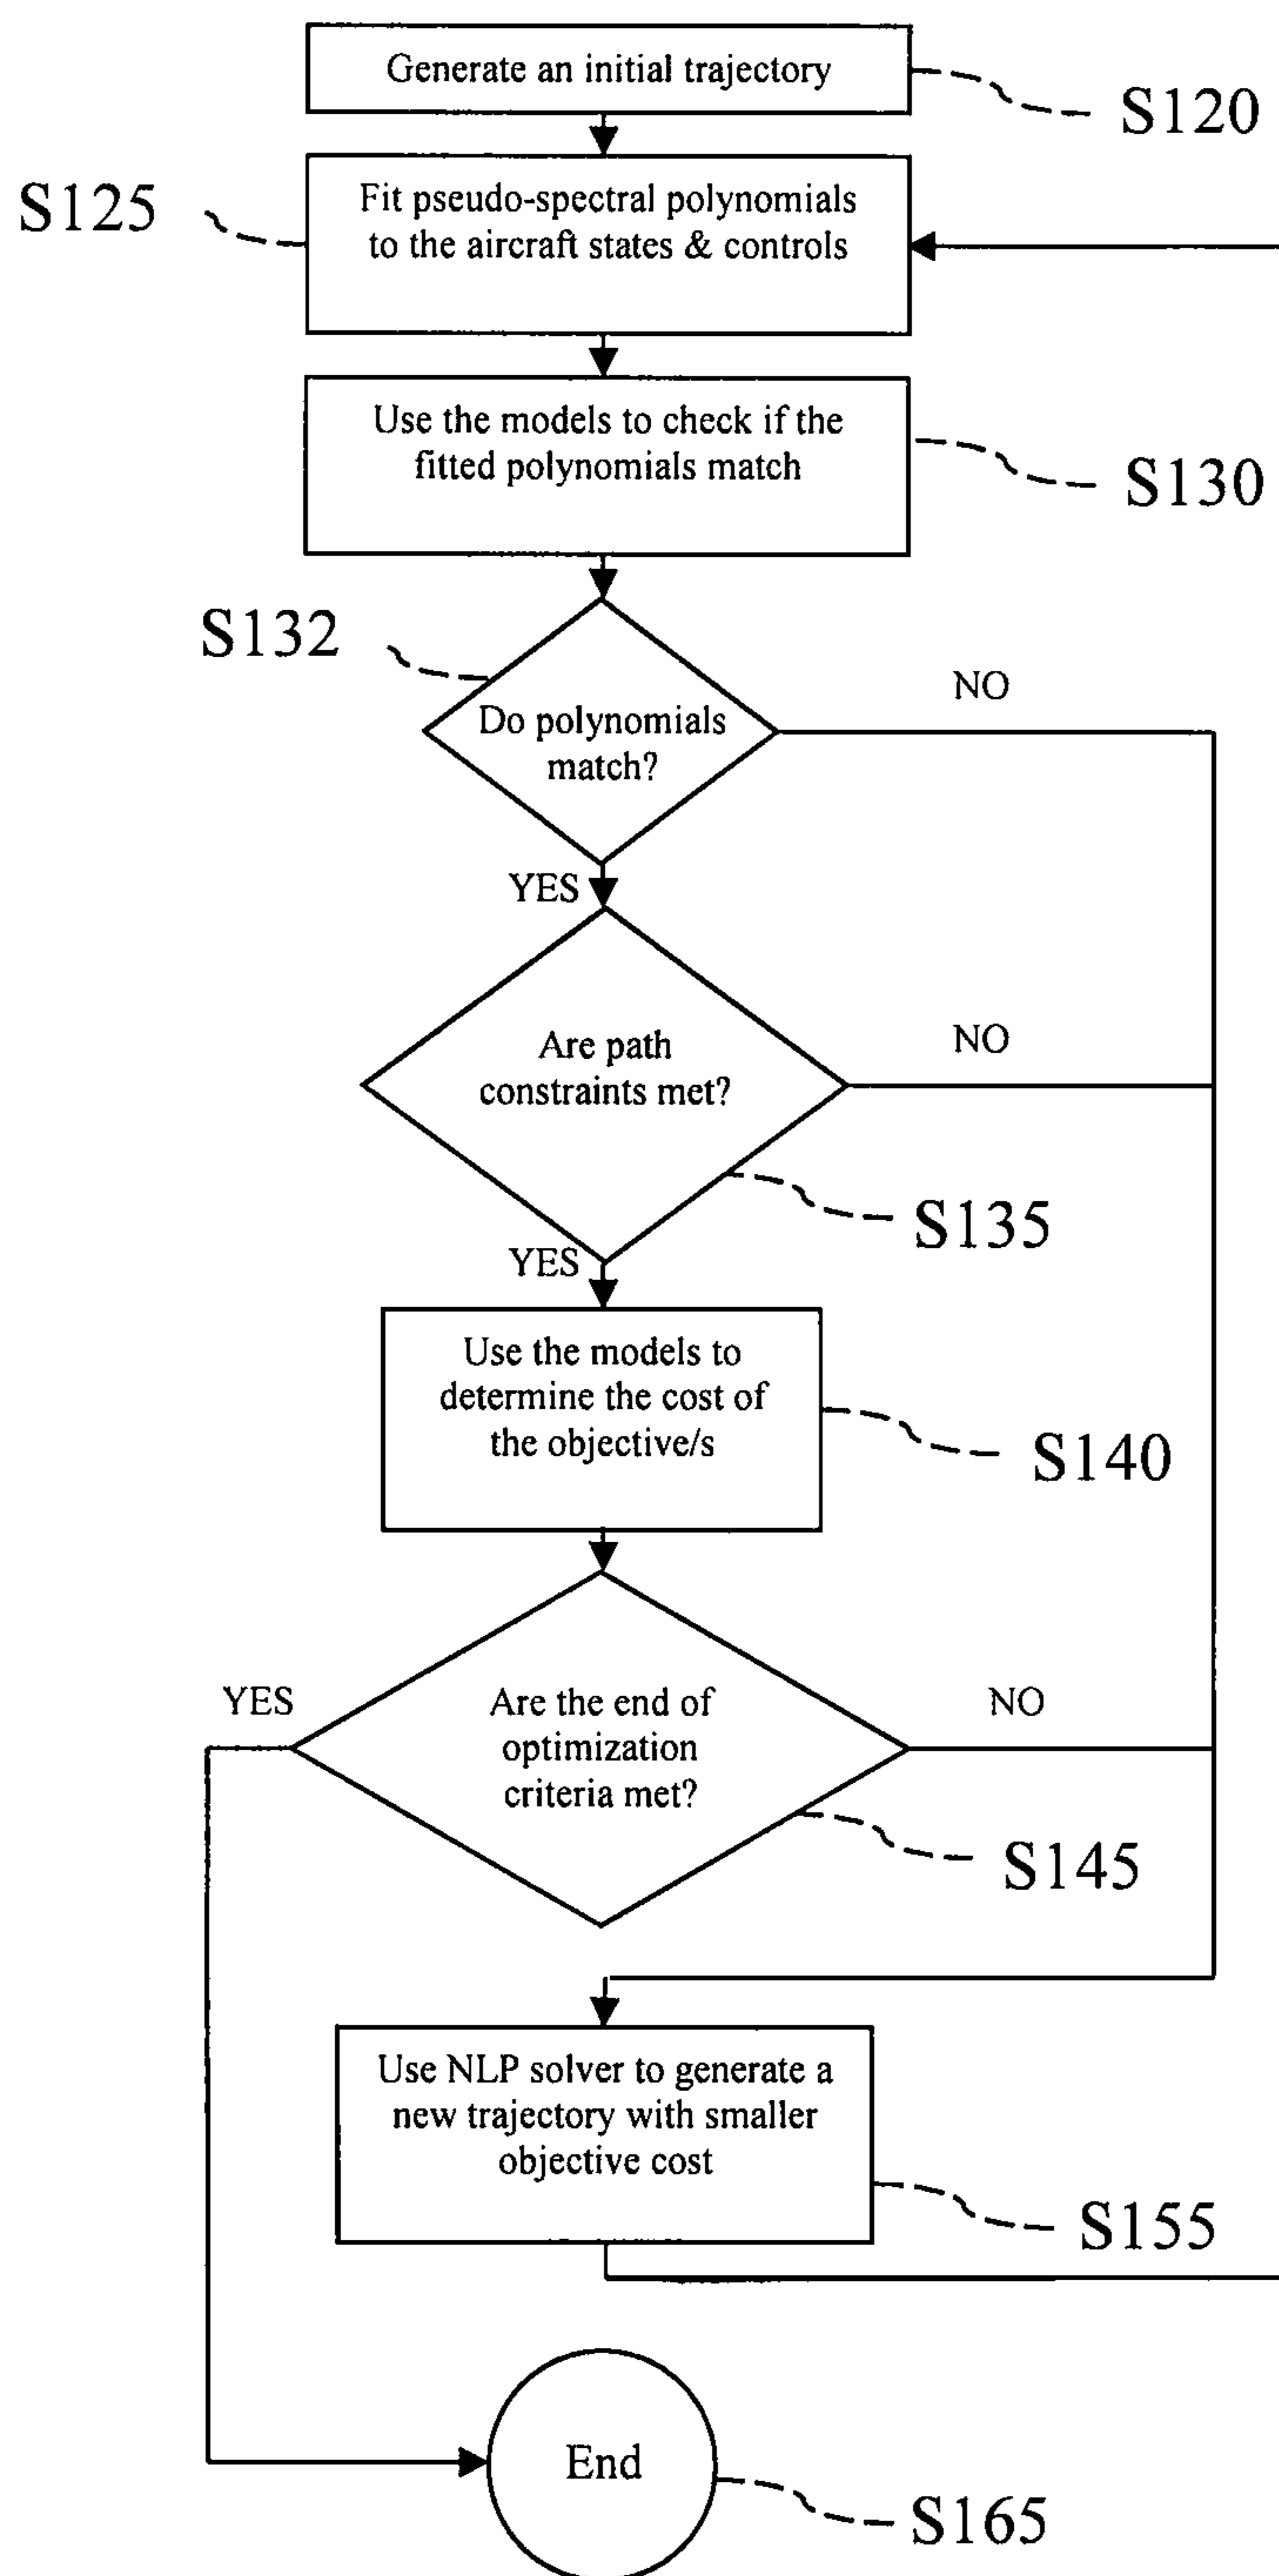 Generate an initial trajectory
S120
S125
Fit pseudo-spectral polynomials
to the aircraft states & controls
Use the models to check if the
fitted polynomials match
S130
S132
NO
Do polynomials
match?
YES
Are path
constraints met?
NO
S135
YES
Use the models to
determine the cost of
the objective/s
S140
YES
Are the end of
optimization
criteria met?
NO
S145
Use NLP solver to generate a
new trajectory with smaller
objective cost
S155
End
S165